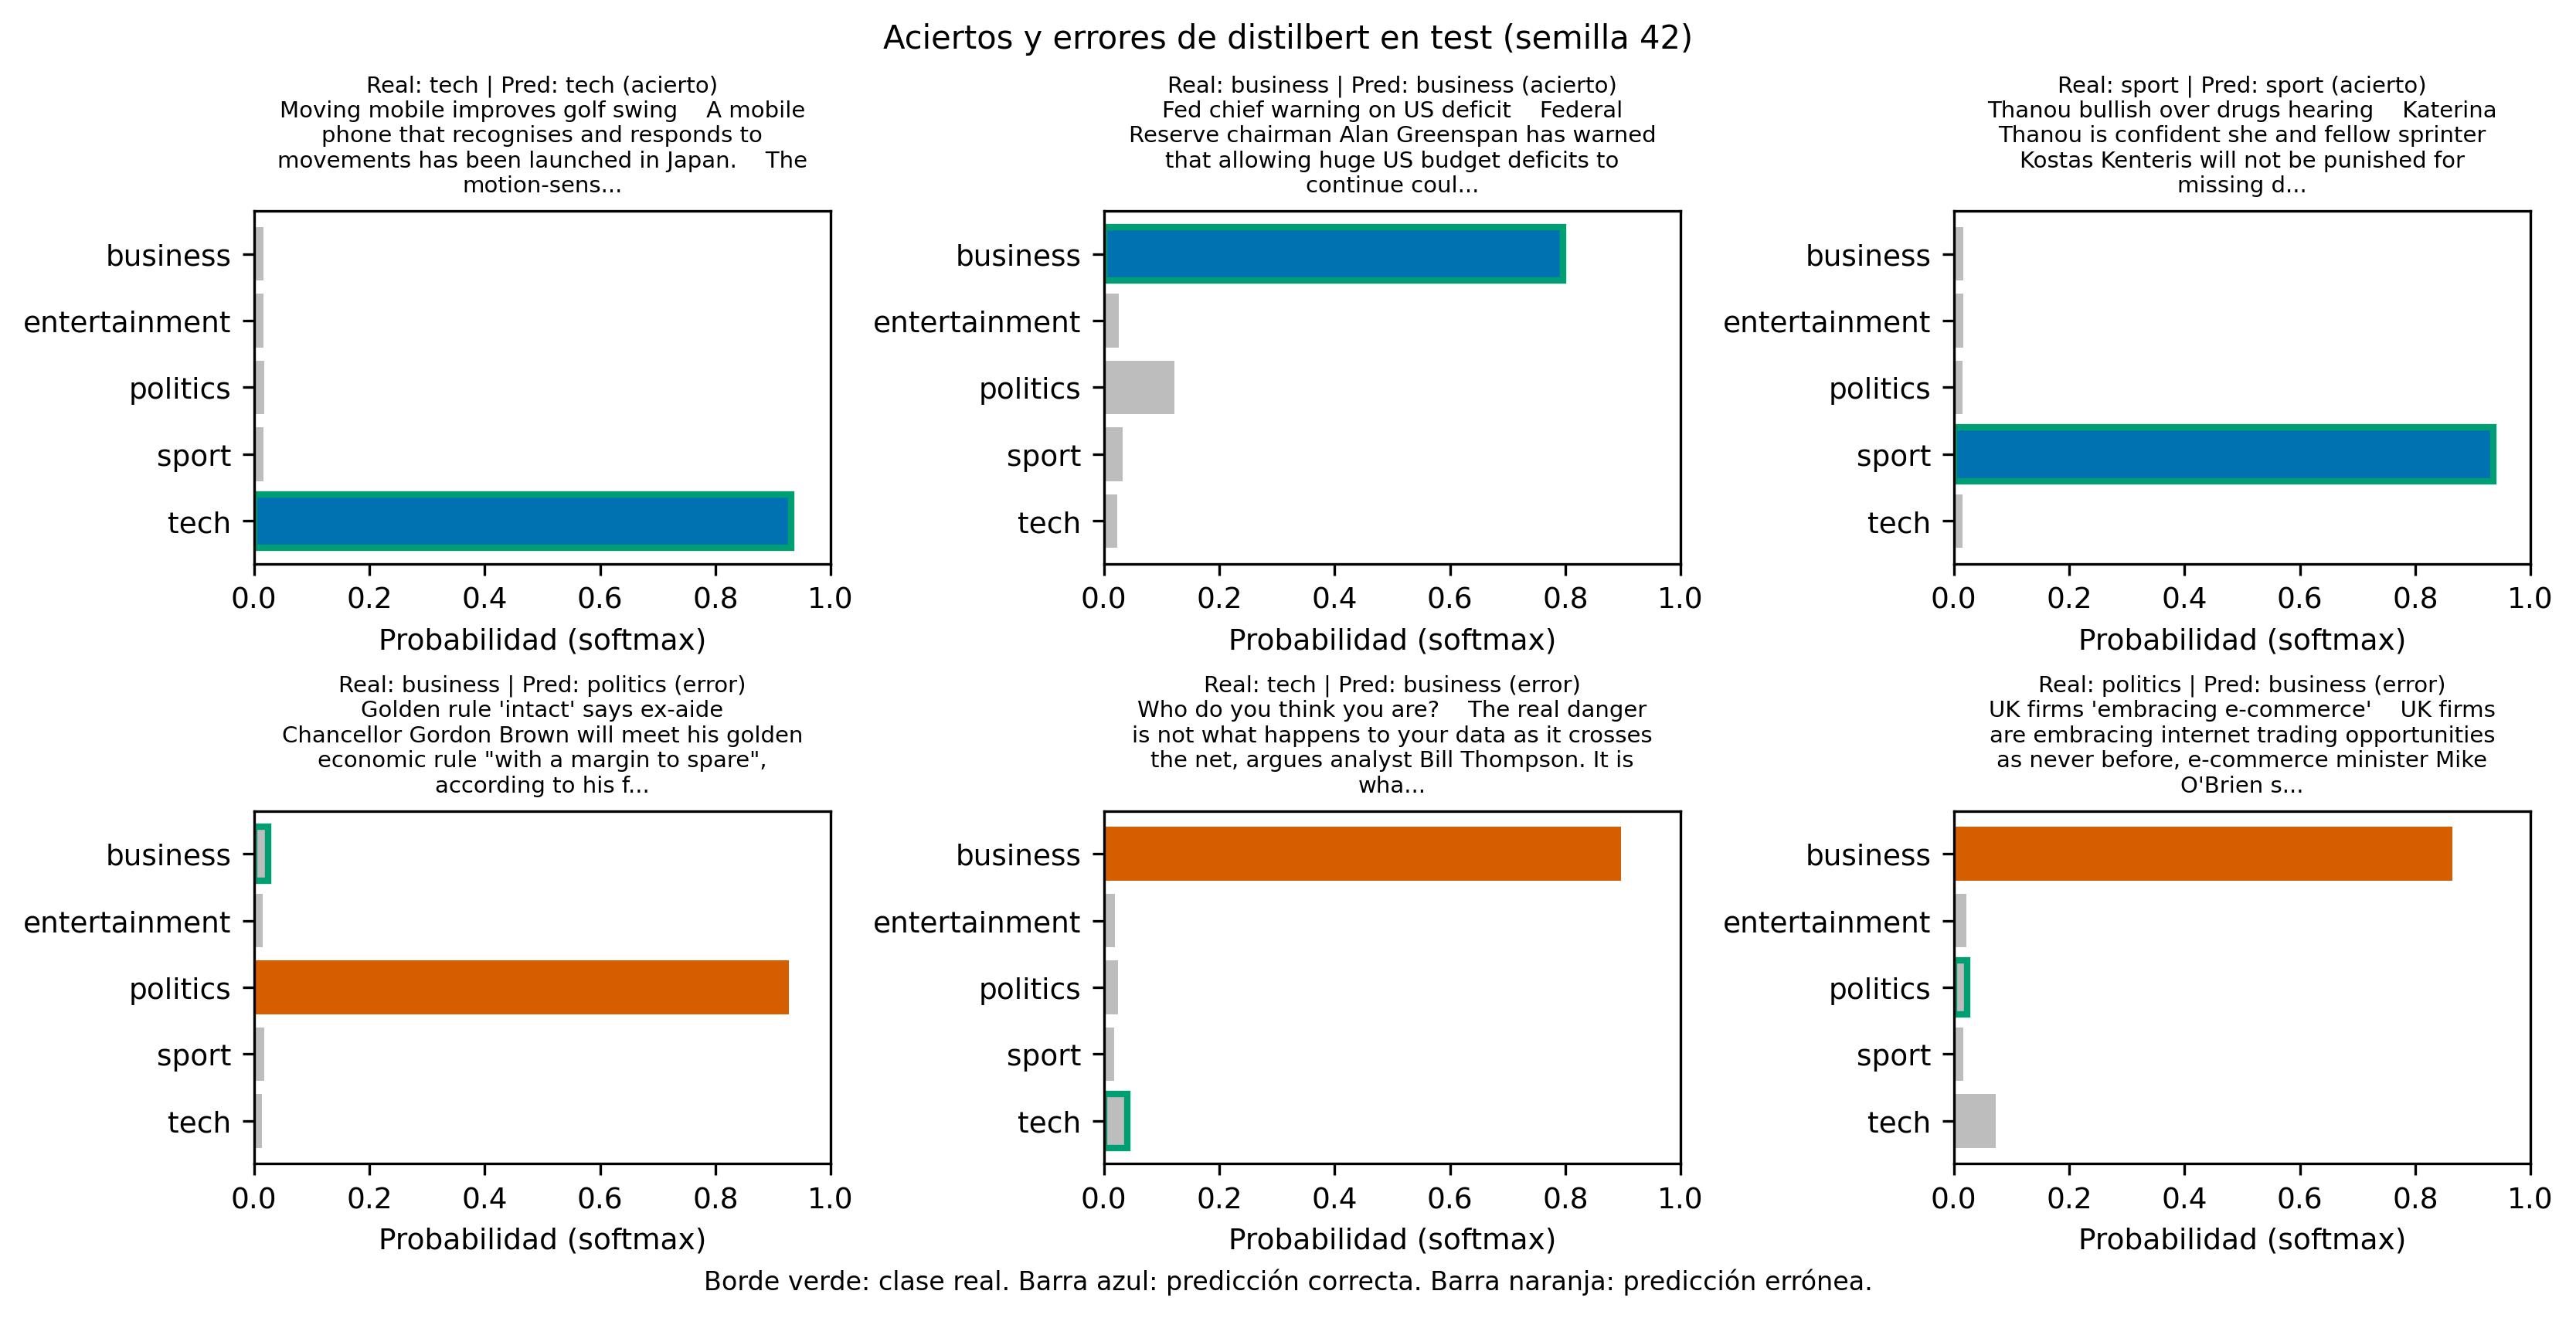 Aciertos y errores de distilbert en test (semilla 42)
Real: tech | Pred: tech (acierto)
Moving mobile improves golf swing    A mobile
phone that recognises and responds to
movements has been launched in Japan.    The
motion-sens...
business
entertainment
politics
sport
tech
0.0 0.2 0.4 0.6 0.8 1.0
Probabilidad (softmax)
Real: business | Pred: business (acierto)
Fed chief warning on US deficit    Federal
Reserve chairman Alan Greenspan has warned
that allowing huge US budget deficits to
continue coul...
business
entertainment
politics
sport
tech
0.0 0.2 0.4 0.6 0.8 1.0
Probabilidad (softmax)
Real: sport | Pred: sport (acierto)
Thanou bullish over drugs hearing    Katerina
Thanou is confident she and fellow sprinter
Kostas Kenteris will not be punished for
missing d...
business
entertainment
politics
sport
tech
0.0 0.2 0.4 0.6 0.8 1.0
Probabilidad (softmax)
Real: business | Pred: politics (error)
Golden rule 'intact' says ex-aide
Chancellor Gordon Brown will meet his golden
economic rule "with a margin to spare",
according to his f...
business
entertainment
politics
sport
tech
0.0 0.2 0.4 0.6 0.8 1.0
Probabilidad (softmax)
Real: tech | Pred: business (error)
Who do you think you are?    The real danger
is not what happens to your data as it crosses
the net, argues analyst Bill Thompson. It is
wha...
business
entertainment
politics
sport
tech
0.0 0.2 0.4 0.6 0.8 1.0
Probabilidad (softmax)
Real: politics | Pred: business (error)
UK firms 'embracing e-commerce'    UK firms
are embracing internet trading opportunities
as never before, e-commerce minister Mike
O'Brien s...
business
entertainment
politics
sport
tech
0.0 0.2 0.4 0.6 0.8 1.0
Probabilidad (softmax)
Borde verde: clase real. Barra azul: predicción correcta. Barra naranja: predicción errónea.